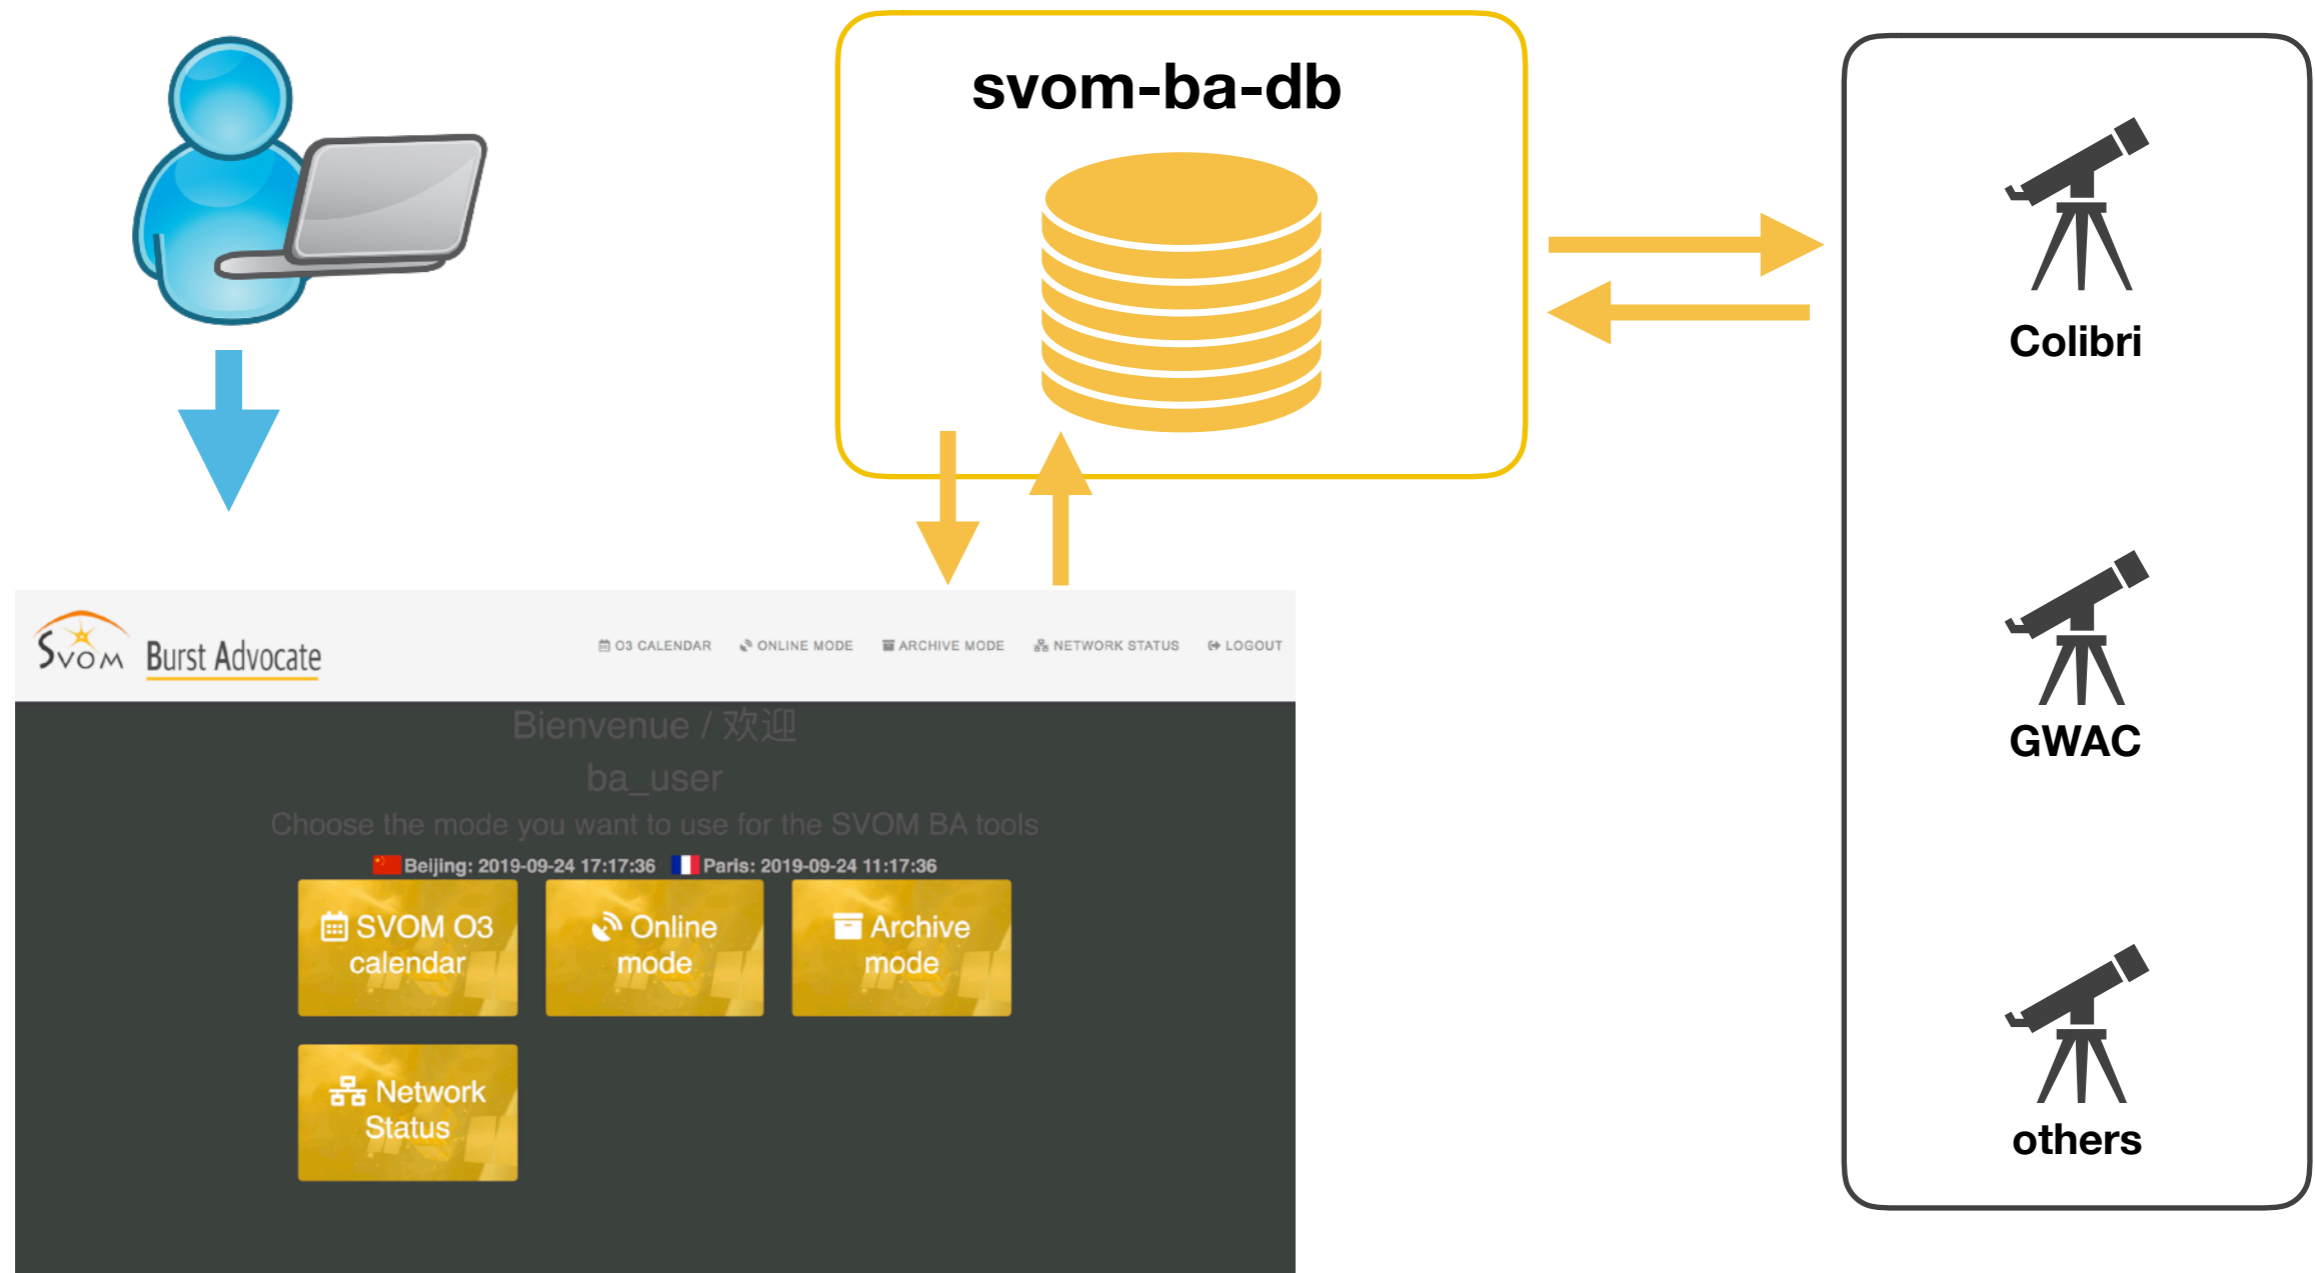 svom-ba-db
Colibri
GWAC
others
SVOM Burst Advocate
O3 CALENDAR ONLINE MODE ARCHIVE MODE NETWORK STATUS LOGOUT
Bienvenue / 欢迎
ba_user
Choose the mode you want to use for the SVOM BA tools
Beijing: 2019-09-24 17:17:36 / Paris: 2019-09-24 11:17:36
SVOM O3
calendar
Online
mode
Archive
mode
Network
Status